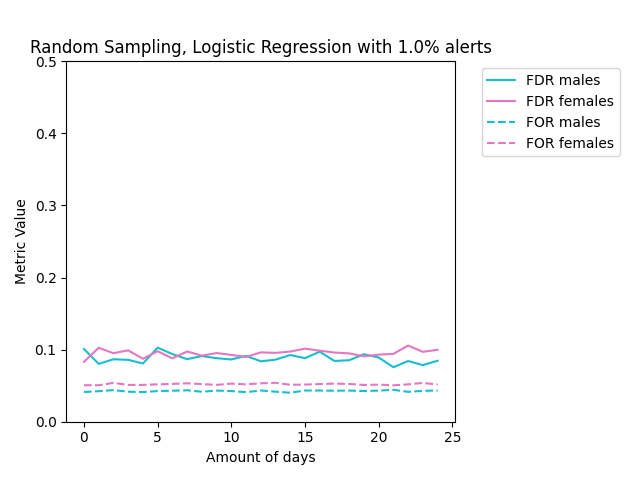 Random Sampling, Logistic Regression with 1.0% alerts
FDR males
FDR females
FOR males
FOR females
Metric Value
0.5
0.4
0.3
0.2
0.1
0.0
0 5 10 15 20 25
Amount of days